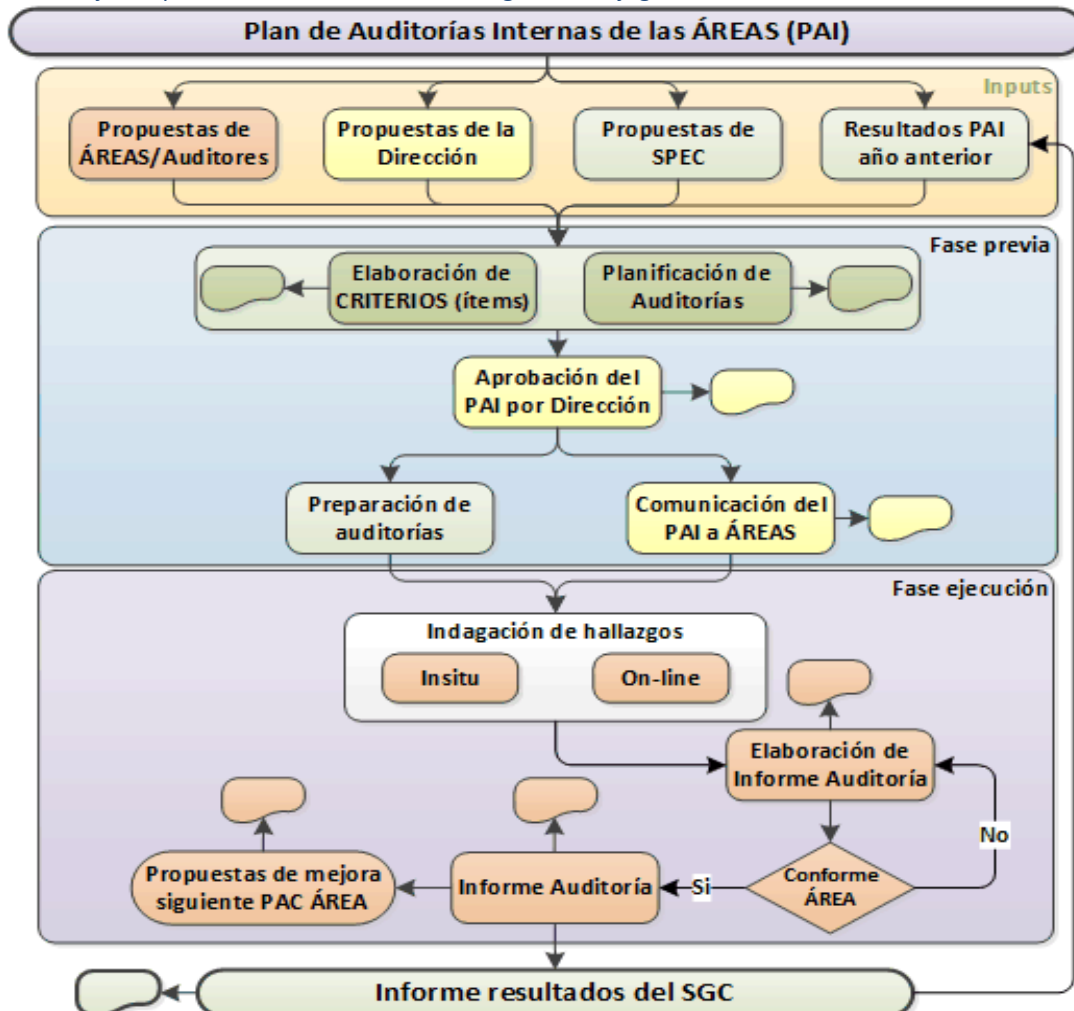 Plan de Auditorías Internas de las ÁREAS (PAI)
Inputs
Propuestas de
ÁREAS/Auditores
Propuestas de la
Dirección
Propuestas de
SPEC
Resultados PAI
año anterior
Fase previa
Elaboración de
CRITERIOS (ítems)
Planificación de
Auditorías
Aprobación del
PAI por Dirección
Preparación de
auditorías
Comunicación del
PAI a ÁREAS
Fase ejecución
Indagación de hallazgos
Insitu
On-line
Elaboración de
Informe Auditoría
No
Conforme
ÁREA
Si
Informe Auditoría
Propuestas de mejora
siguiente PAC ÁREA
Informe resultados del SGC